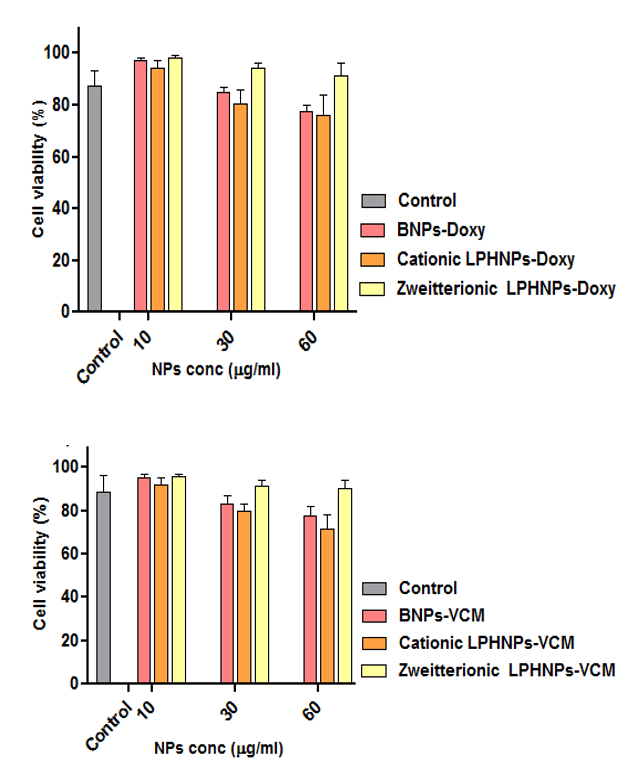 100
80
60
40
20
0
Cell viability (%)
Control
10
30
60
NPs conc (µg/ml)
Control
BNPs-Doxy
Cationic LPHNPs-Doxy
Zweitterionic LPHNPs-Doxy
100
80
60
40
20
0
Cell viability (%)
Control
10
30
60
NPs conc (µg/ml)
Control
BNPs-VCM
Cationic LPHNPs-VCM
Zweitterionic LPHNPs-VCM